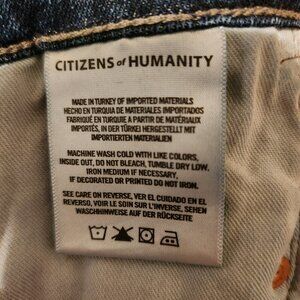 CITIZENS of HUMANITY
MADE IN TURKEY OF IMPORTED MATERIALS
HECHO EN TURQUIA DE MATERIALES IMPORTADOS
FABRIQUÉ EN TURQUIE A PARTIR DE MATÉRIAUX
IMPORTÉS, IN DER TÜRKEI HERGESTELLT MIT
IMPORTIERTEN MATERIALIEN
MACHINE WASH COLD WITH LIKE COLORS,
INSIDE OUT, DO NOT BLEACH, TUMBLE DRY LOW,
IRON MEDIUM IF NECESSARY,
IF DECORATED OR PRINTED DO NOT IRON.
SEE CARE ON REVERSE, VER EL CUIDADO EN EL
REVERSO, VOIR LE SOIN SUR L'INVERSE, SEHEN
WASCHHINWEISE AUF DER RÜCKSEITE